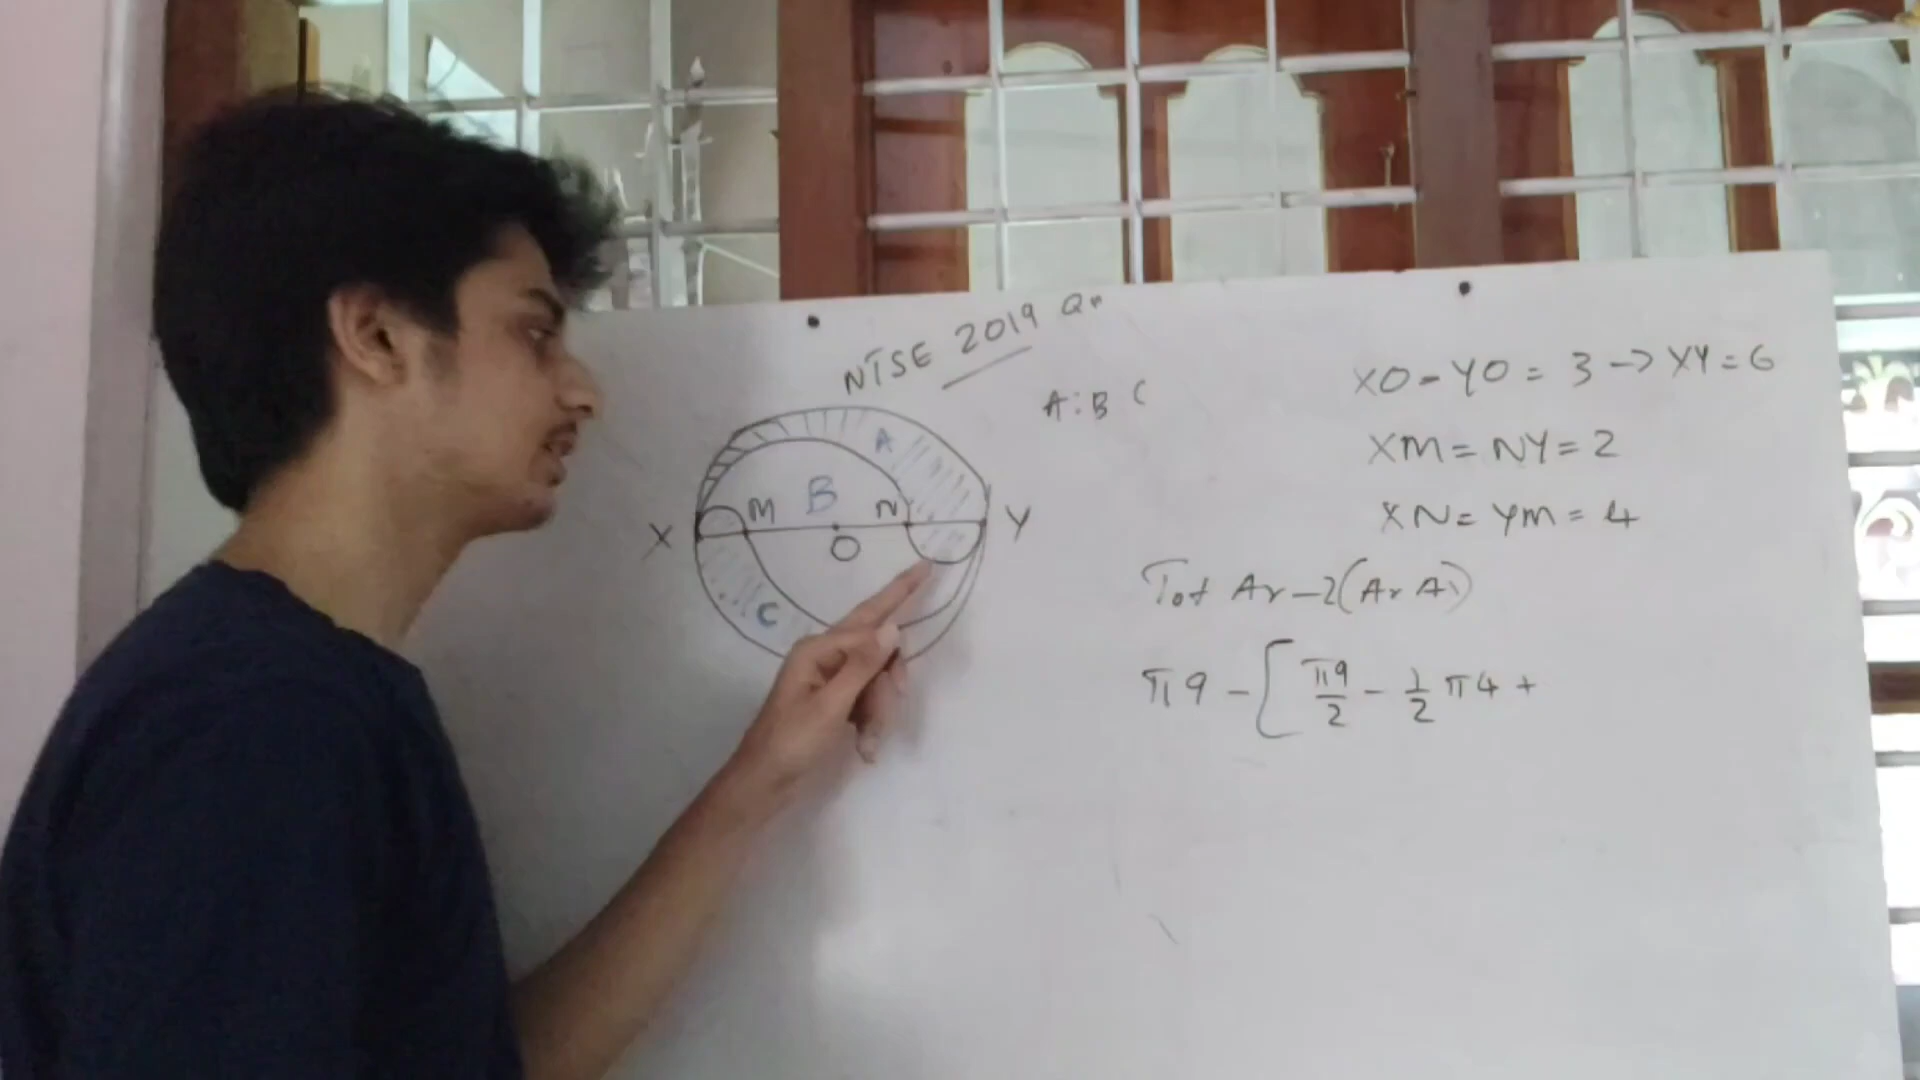 NTSE 2019 Qn
A:B (
A
M B N
X O Y
C
XO = YO = 3 → XY = 6
XM = NY = 2
XN = YM = 4
Tot Ar - 2(Ar A)
π9 - [π9/2 - 1/2 π4 +